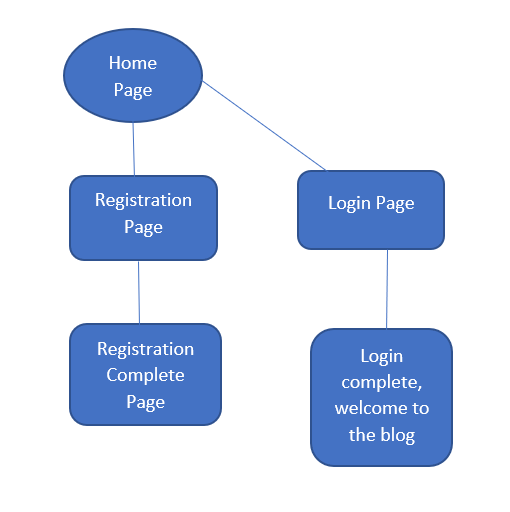 Home
Page
Registration
Page
Login Page
Registration
Complete
Page
Login
complete,
welcome to
the blog